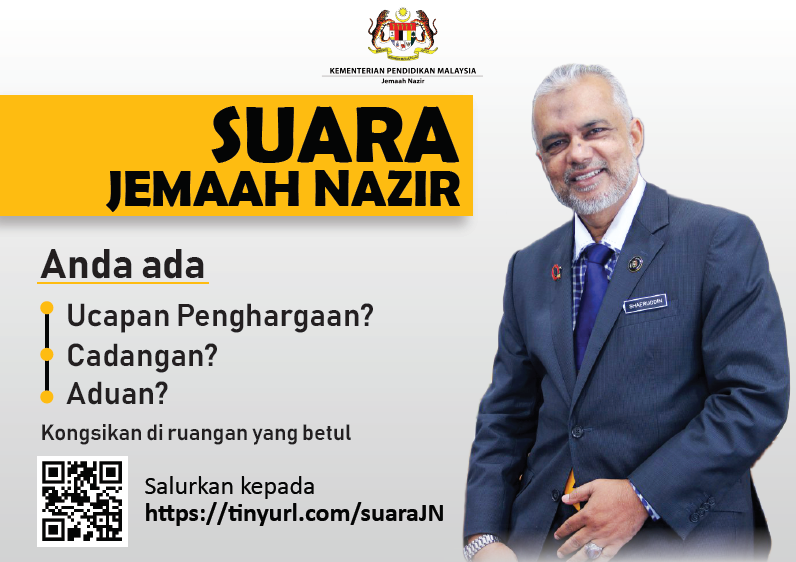 KEMENTERIAN PENDIDIKAN MALAYSIA
Jemaah Nazir
SUARA
JEMAAH NAZIR
SHAERUDDIN
Anda ada
Ucapan Penghargaan?
Cadangan?
Aduan?
Kongsikan di ruangan yang betul
Salurkan kepada
https://tinyurl.com/suaraJN